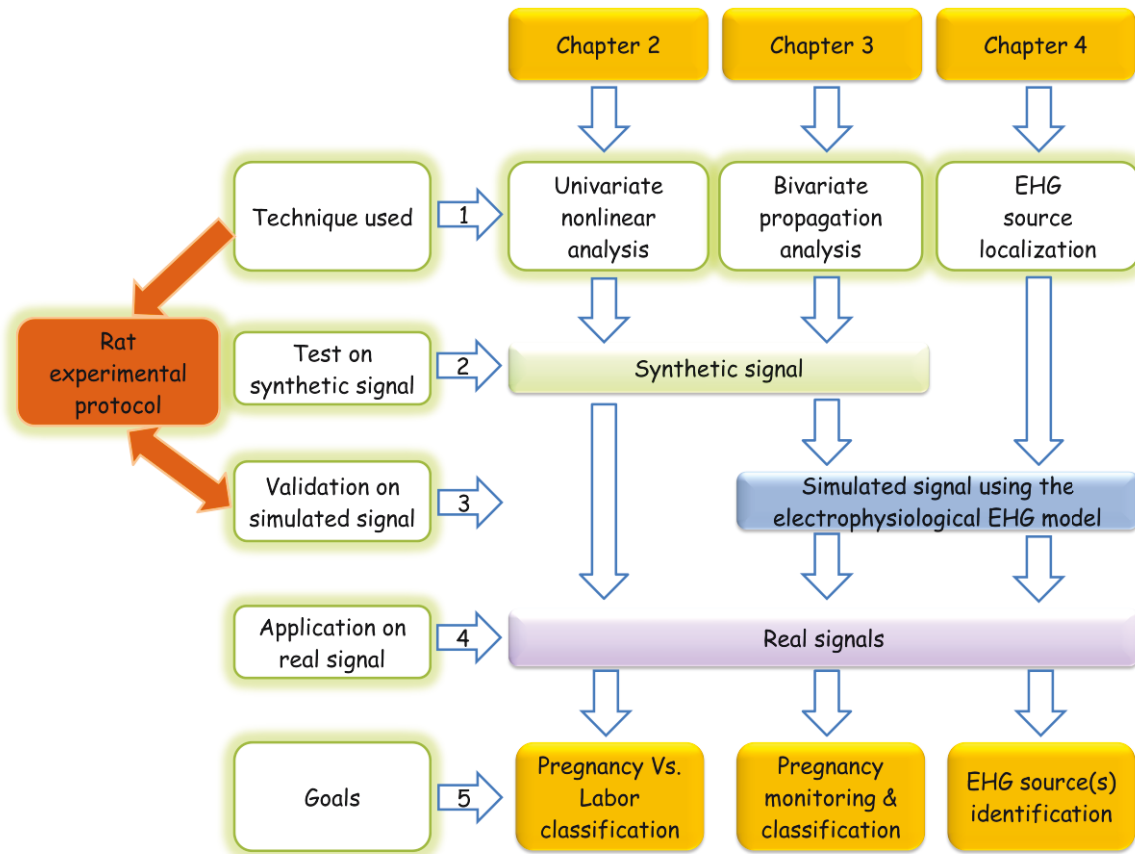 Chapter 2
Chapter 3
Chapter 4
Technique used
1
Univariate
nonlinear
analysis
Bivariate
propagation
analysis
EHG
source
localization
Rat
experimental
protocol
Test on
synthetic signal
2
Synthetic signal
Validation on
simulated signal
3
Simulated signal using the
electrophysiological EHG model
Application on
real signal
4
Real signals
Goals
5
Pregnancy Vs.
Labor
classification
Pregnancy
monitoring &
classification
EHG source(s)
identification